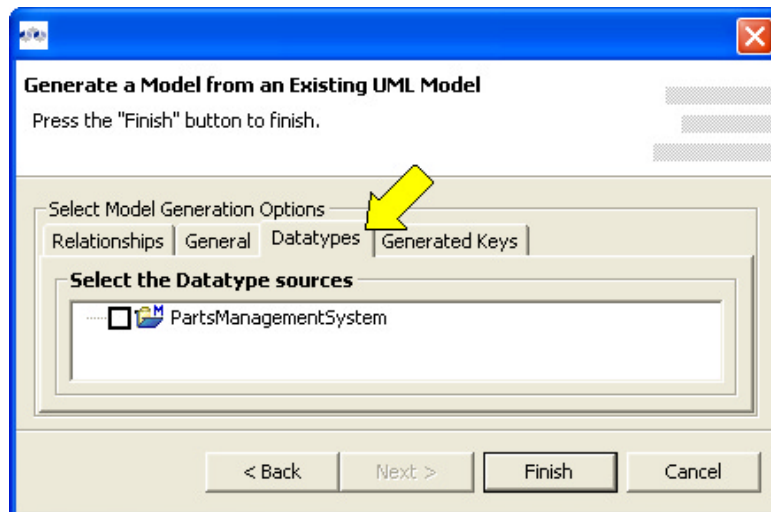 Generate a Model from an Existing UML Model
Press the "Finish" button to finish.
Select Model Generation Options
Relationships General Datatypes Generated Keys
Select the Datatype sources
PartsManagementSystem
< Back Next > Finish Cancel